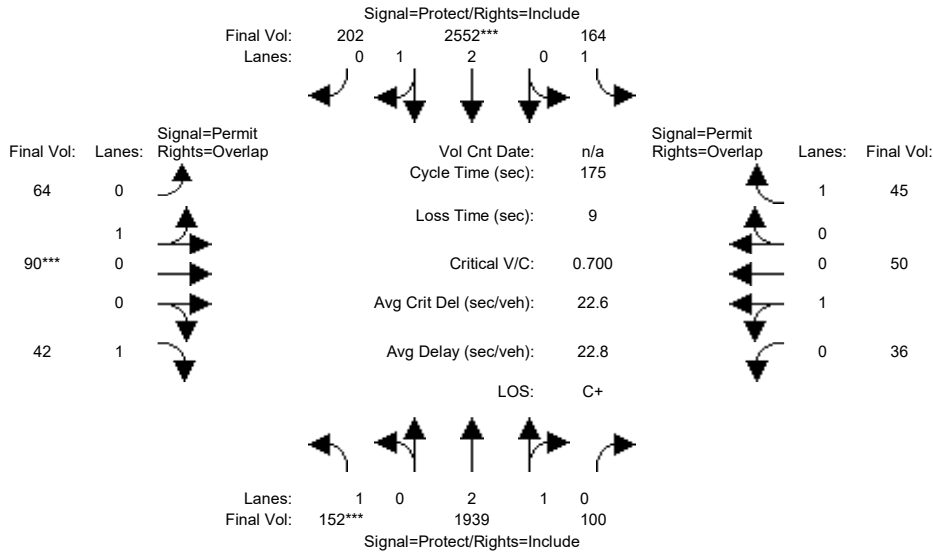 Signal=Protect/Rights=Include
Final Vol: 202 2552*** 164
Lanes: 0 1 2 0 1
Signal=Permit
Final Vol: Lanes: Rights=Overlap
64 0
1
90*** 0
0
42 1
Vol Cnt Date: n/a
Cycle Time (sec): 175
Loss Time (sec): 9
Critical V/C: 0.700
Avg Crit Del (sec/veh): 22.6
Avg Delay (sec/veh): 22.8
LOS: C+
Signal=Permit
Rights=Overlap Lanes: Final Vol:
1 45
0
0 50
1
0 36
Lanes: 1 0 2 1 0
Final Vol: 152*** 1939 100
Signal=Protect/Rights=Include